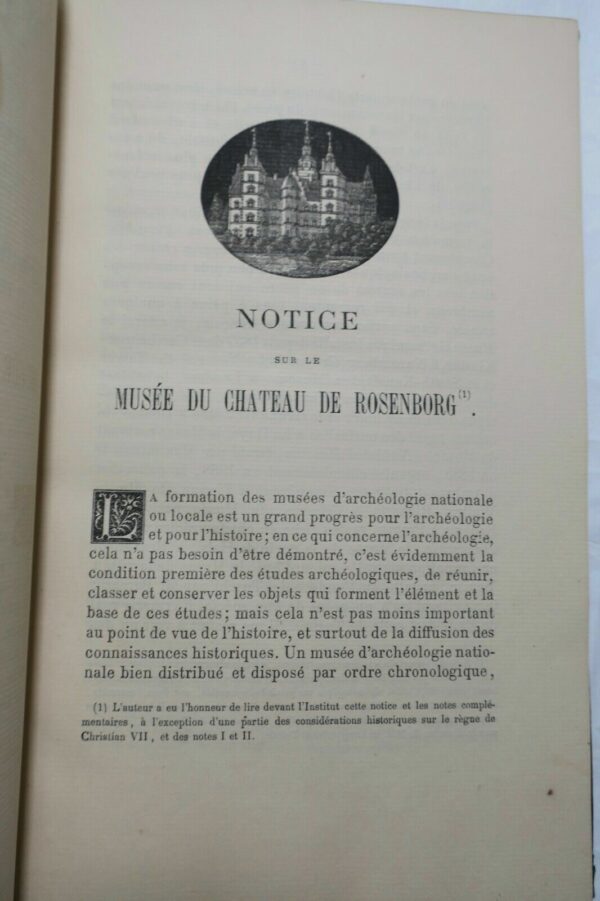 NOTICE
SUR LE
MUSÉE DU CHATEAU DE ROSENBORG (1).
LA formation des musées d'archéologie nationale
ou locale est un grand progrès pour l'archéologie
et pour l'histoire; en ce qui concerne l'archéologie,
cela n'a pas besoin d'être démontré, c'est évidemment la
condition première des études archéologiques, de réunir,
classer et conserver les objets qui forment l'élément et la
base de ces études; mais cela n'est pas moins important
au point de vue de l'histoire, et surtout de la diffusion des
connaissances historiques. Un musée d'archéologie natio-
nale bien distribué et disposé par ordre chronologique,
(1) L'auteur a eu l'honneur de lire devant l'Institut cette notice et les notes complé-
mentaires, à l'exception d'une partie des considérations historiques sur le règne de
Christian VII, et des notes I et II.